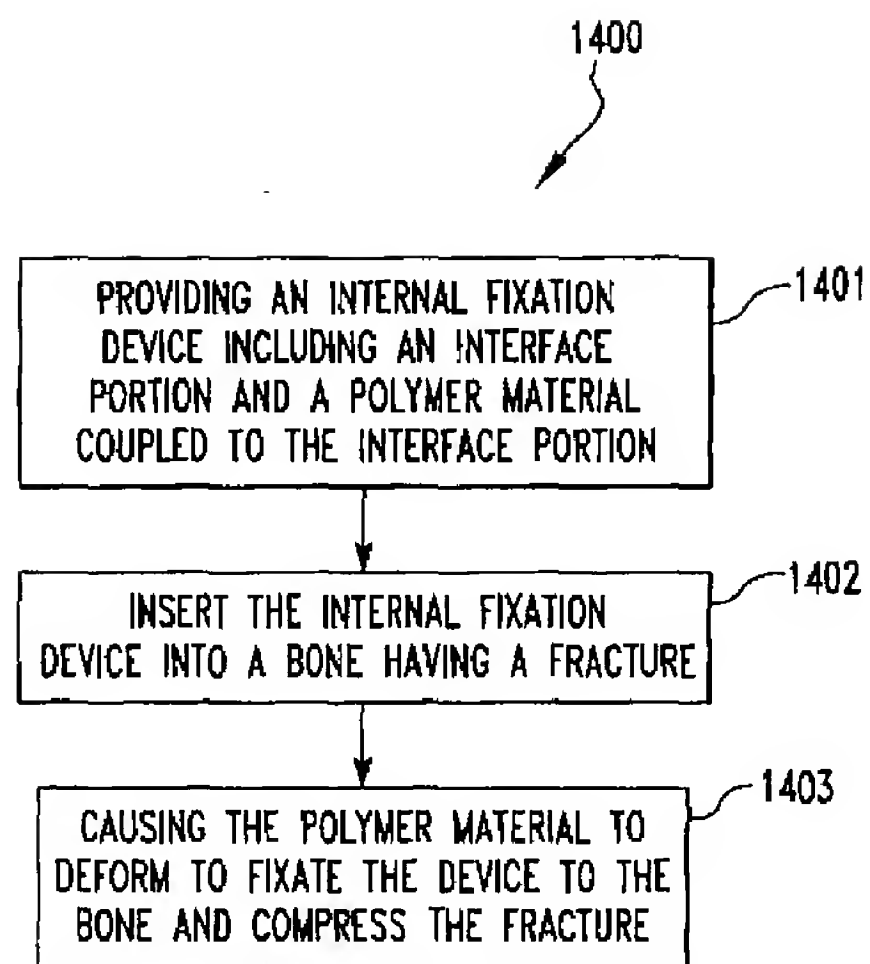 1400
PROVIDING AN INTERNAL FIXATION
DEVICE INCLUDING AN INTERFACE
PORTION AND A POLYMER MATERIAL
COUPLED TO THE INTERFACE PORTION
1401
INSERT THE INTERNAL FIXATION
DEVICE INTO A BONE HAVING A FRACTURE
1402
CAUSING THE POLYMER MATERIAL TO
DEFORM TO FIXATE THE DEVICE TO THE
BONE AND COMPRESS THE FRACTURE
1403